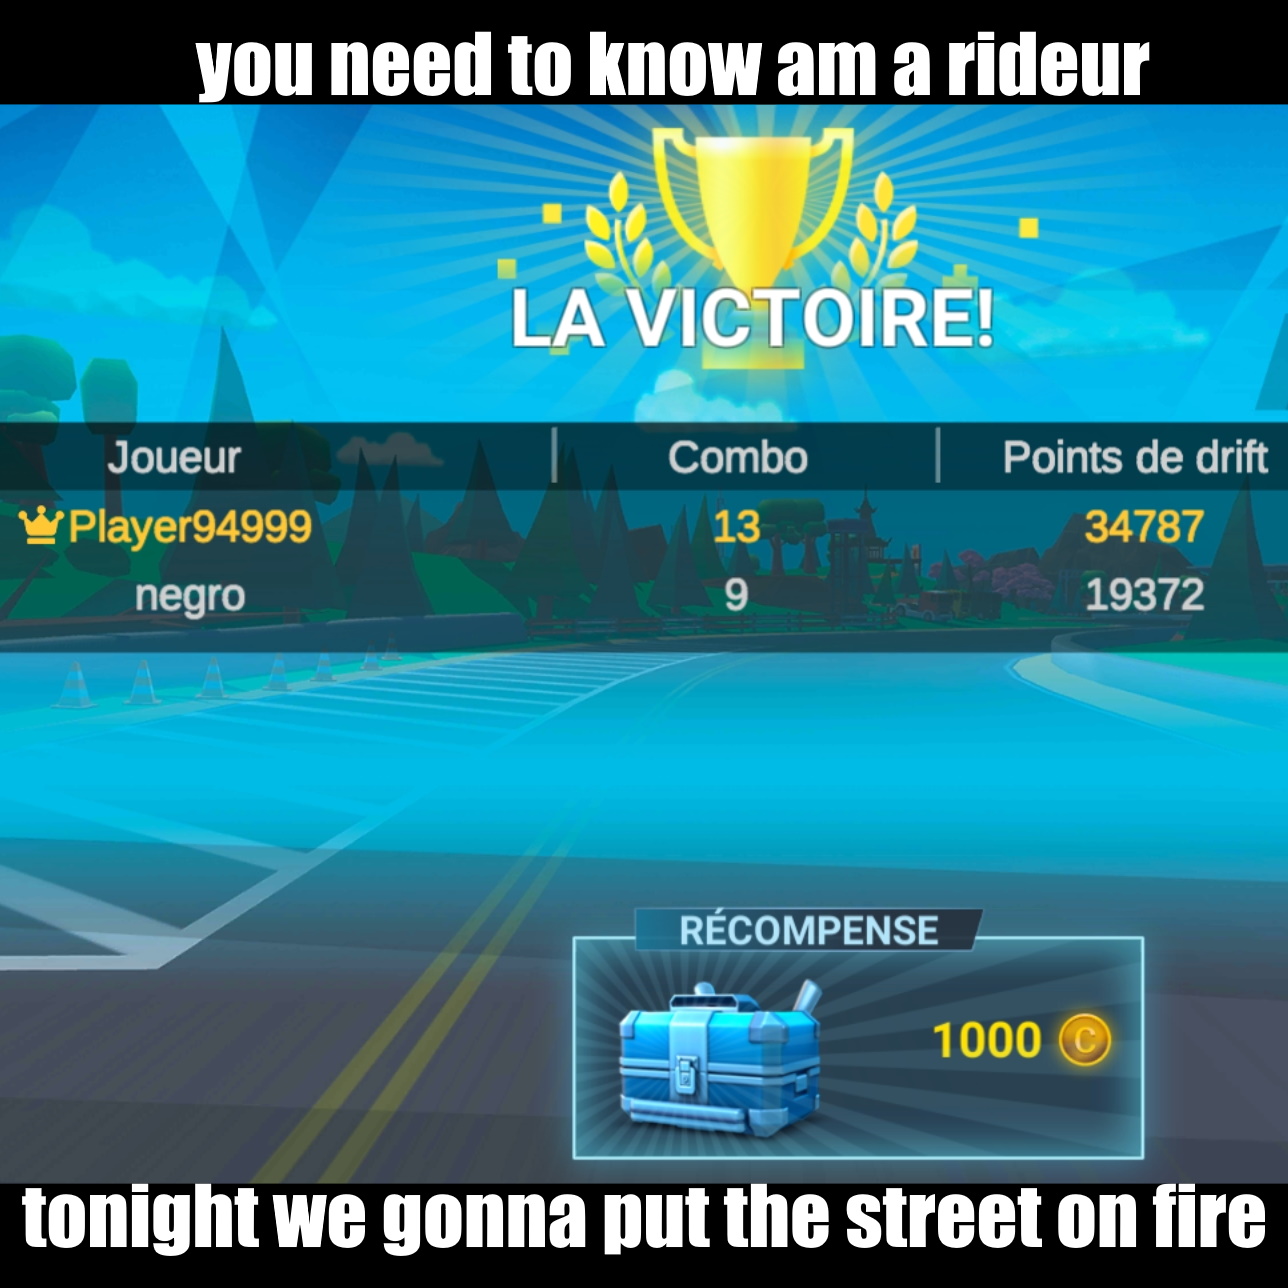 you need to know am a rideur
LA VICTOIRE!
Joueur Combo Points de drift
Player94999 13 34787
negro 9 19372
RÉCOMPENSE
1000 C
tonight we gonna put the street on fire